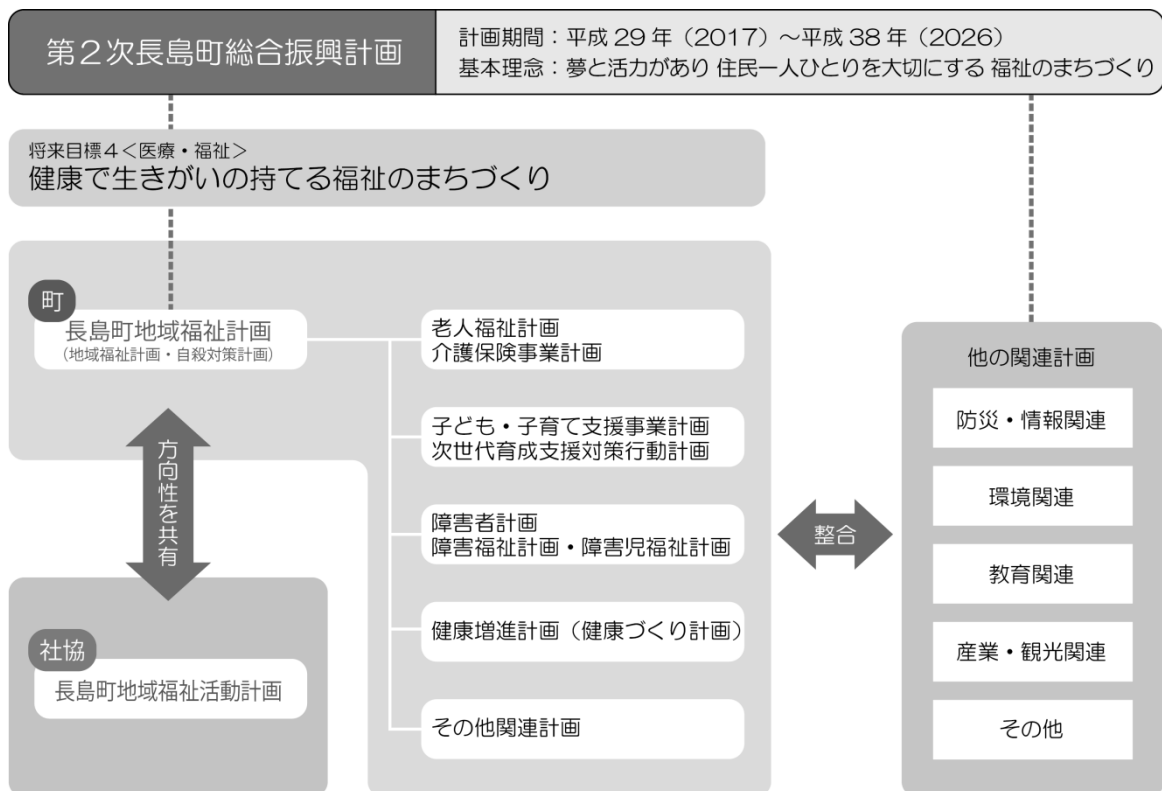 第２次長島町総合振興計画
計画期間：平成 29 年（2017）～平成 38 年（2026）
基本理念：夢と活力があり 住民一人ひとりを大切にする 福祉のまちづくり
将来目標４＜医療・福祉＞
健康で生きがいの持てる福祉のまちづくり
町
長島町地域福祉計画
（地域福祉計画・自殺対策計画）
方向性を共有
社協
長島町地域福祉活動計画
老人福祉計画
介護保険事業計画
子ども・子育て支援事業計画
次世代育成支援対策行動計画
障害者計画
障害福祉計画・障害児福祉計画
健康増進計画（健康づくり計画）
その他関連計画
整合
他の関連計画
防災・情報関連
環境関連
教育関連
産業・観光関連
その他